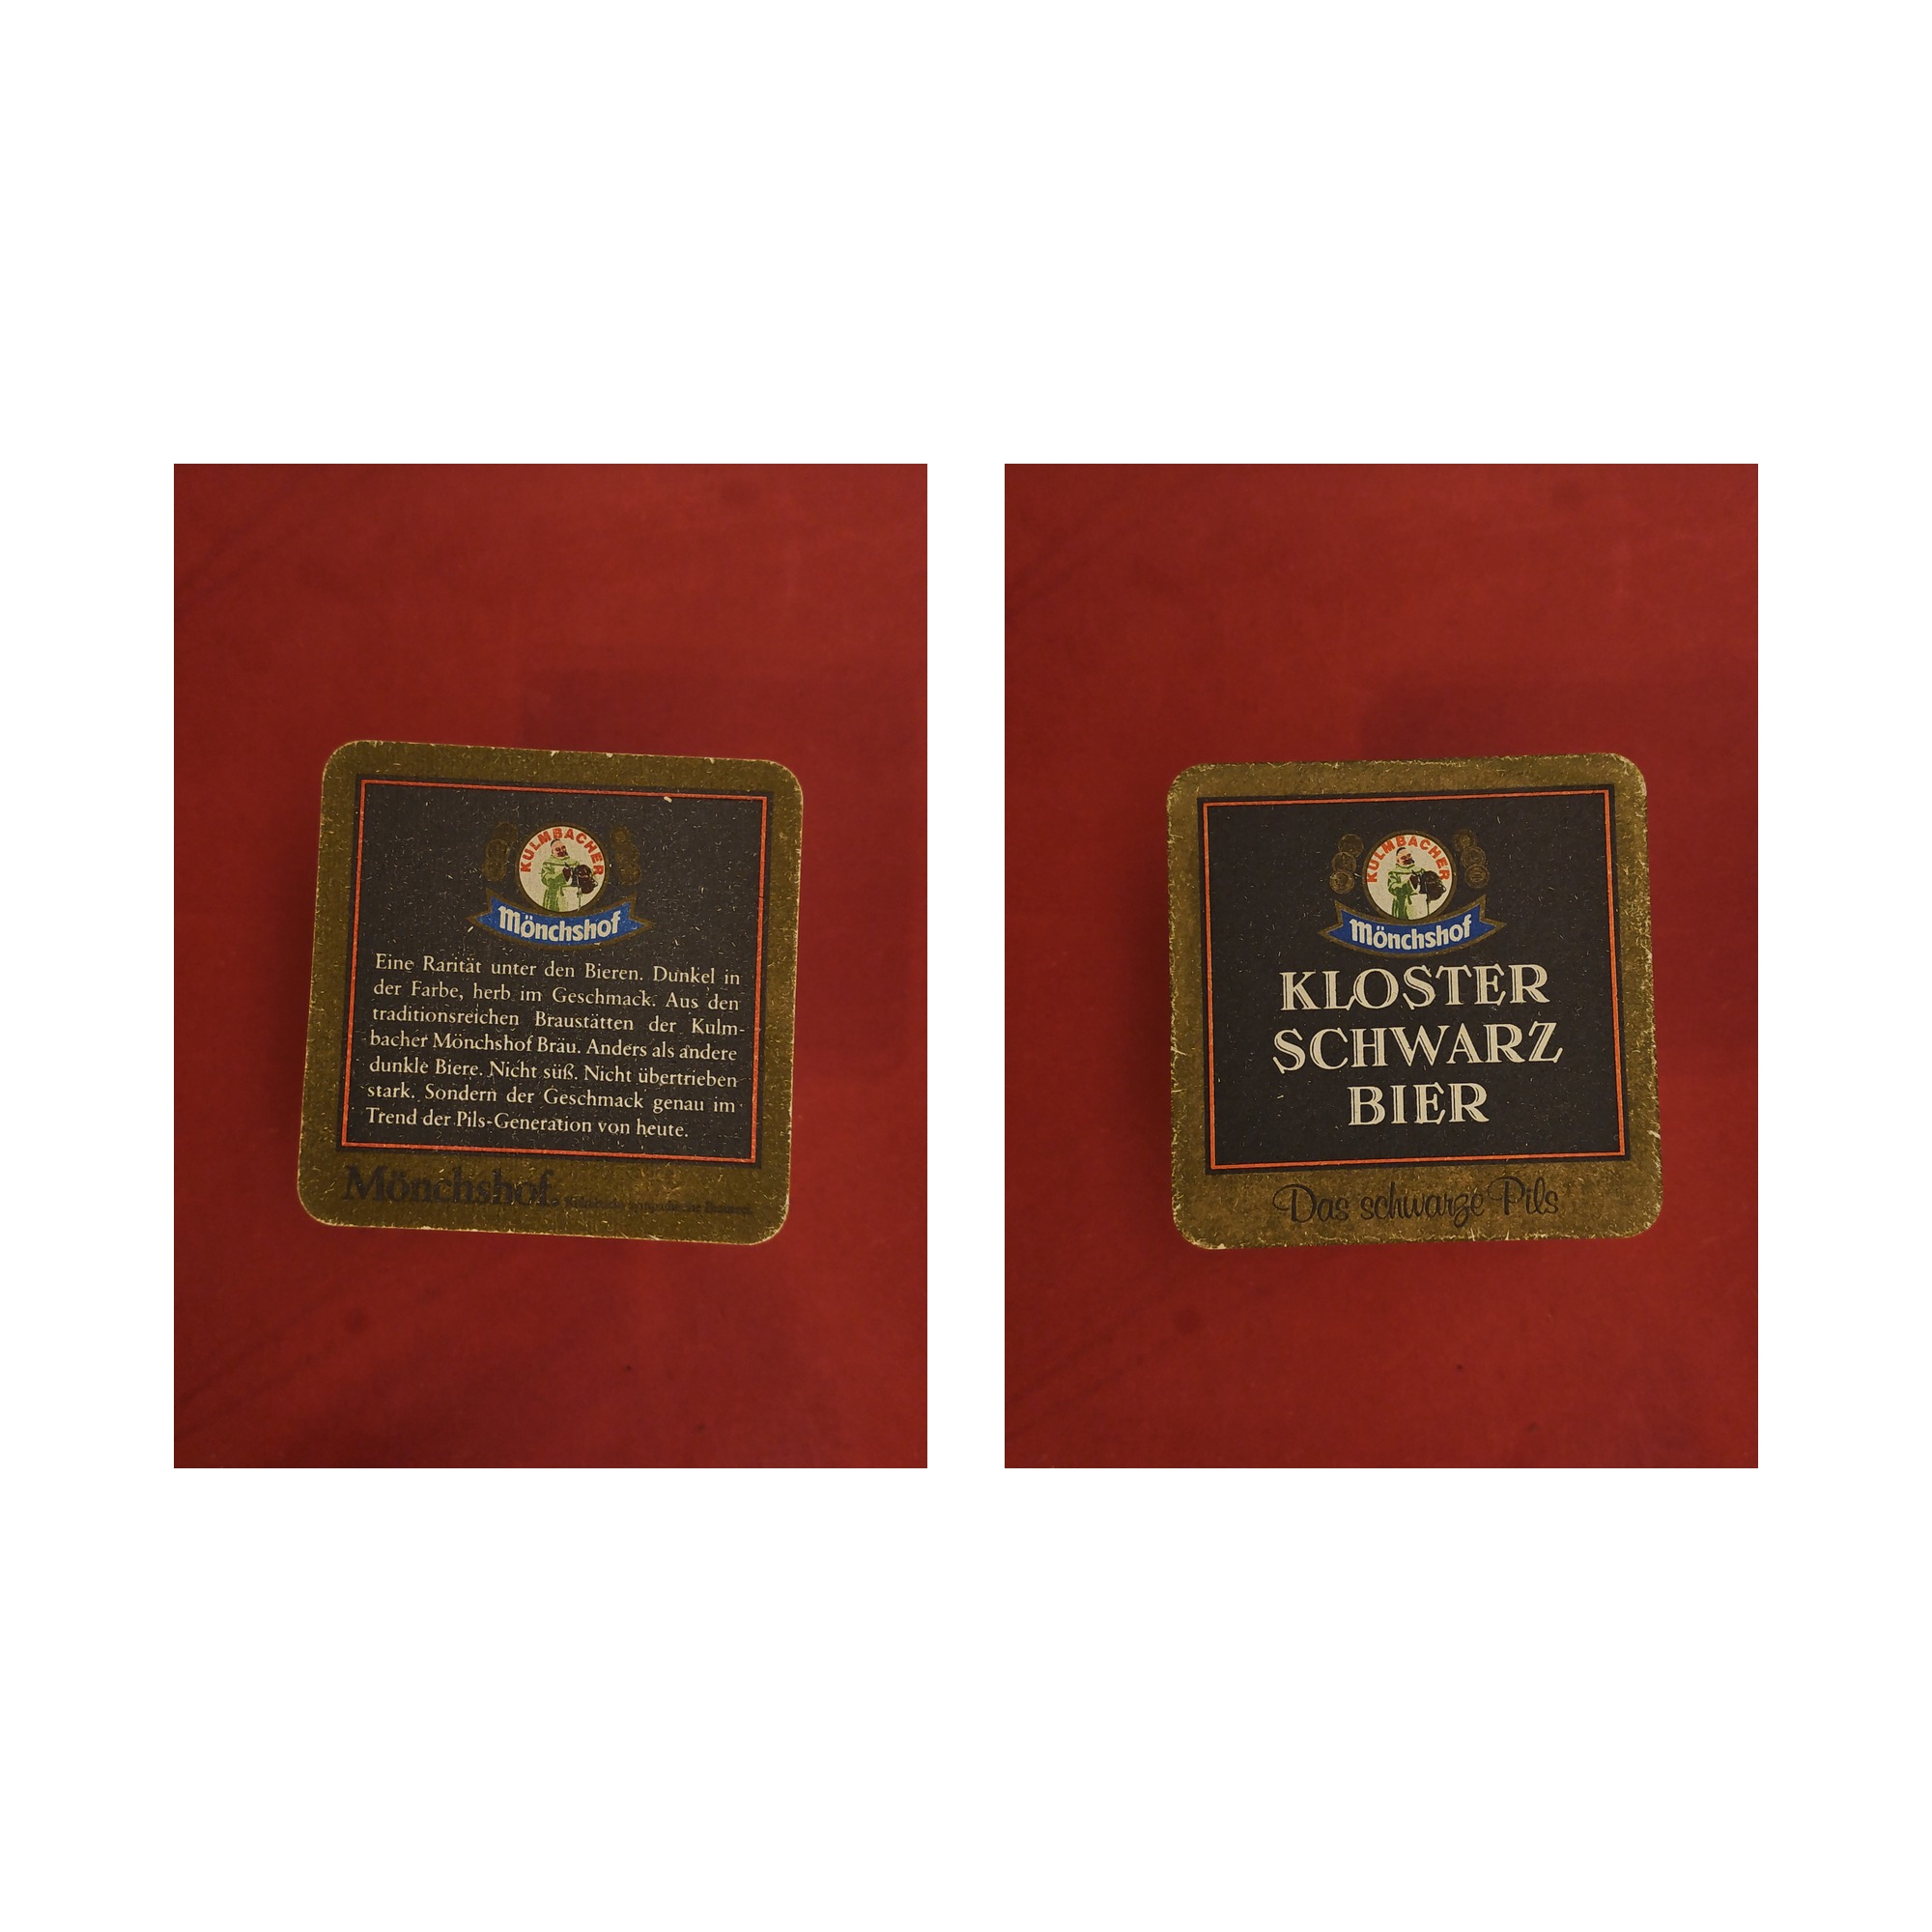 KULMBACHER
Mönchshof
Eine Rarität unter den Bieren. Dunkel in
der Farbe, herb im Geschmack. Aus den
traditionsreichen Braustätten der Kulm-
bacher Mönchshof Bräu. Anders als andere
dunkle Biere. Nicht süß. Nicht übertrieben
stark. Sondern der Geschmack genau im
Trend der Pils-Generation von heute.
Mönchshof. sympathische Brauerei.
KULMBACHER
Mönchshof
KLOSTER
SCHWARZ
BIER
Das schwarze Pils